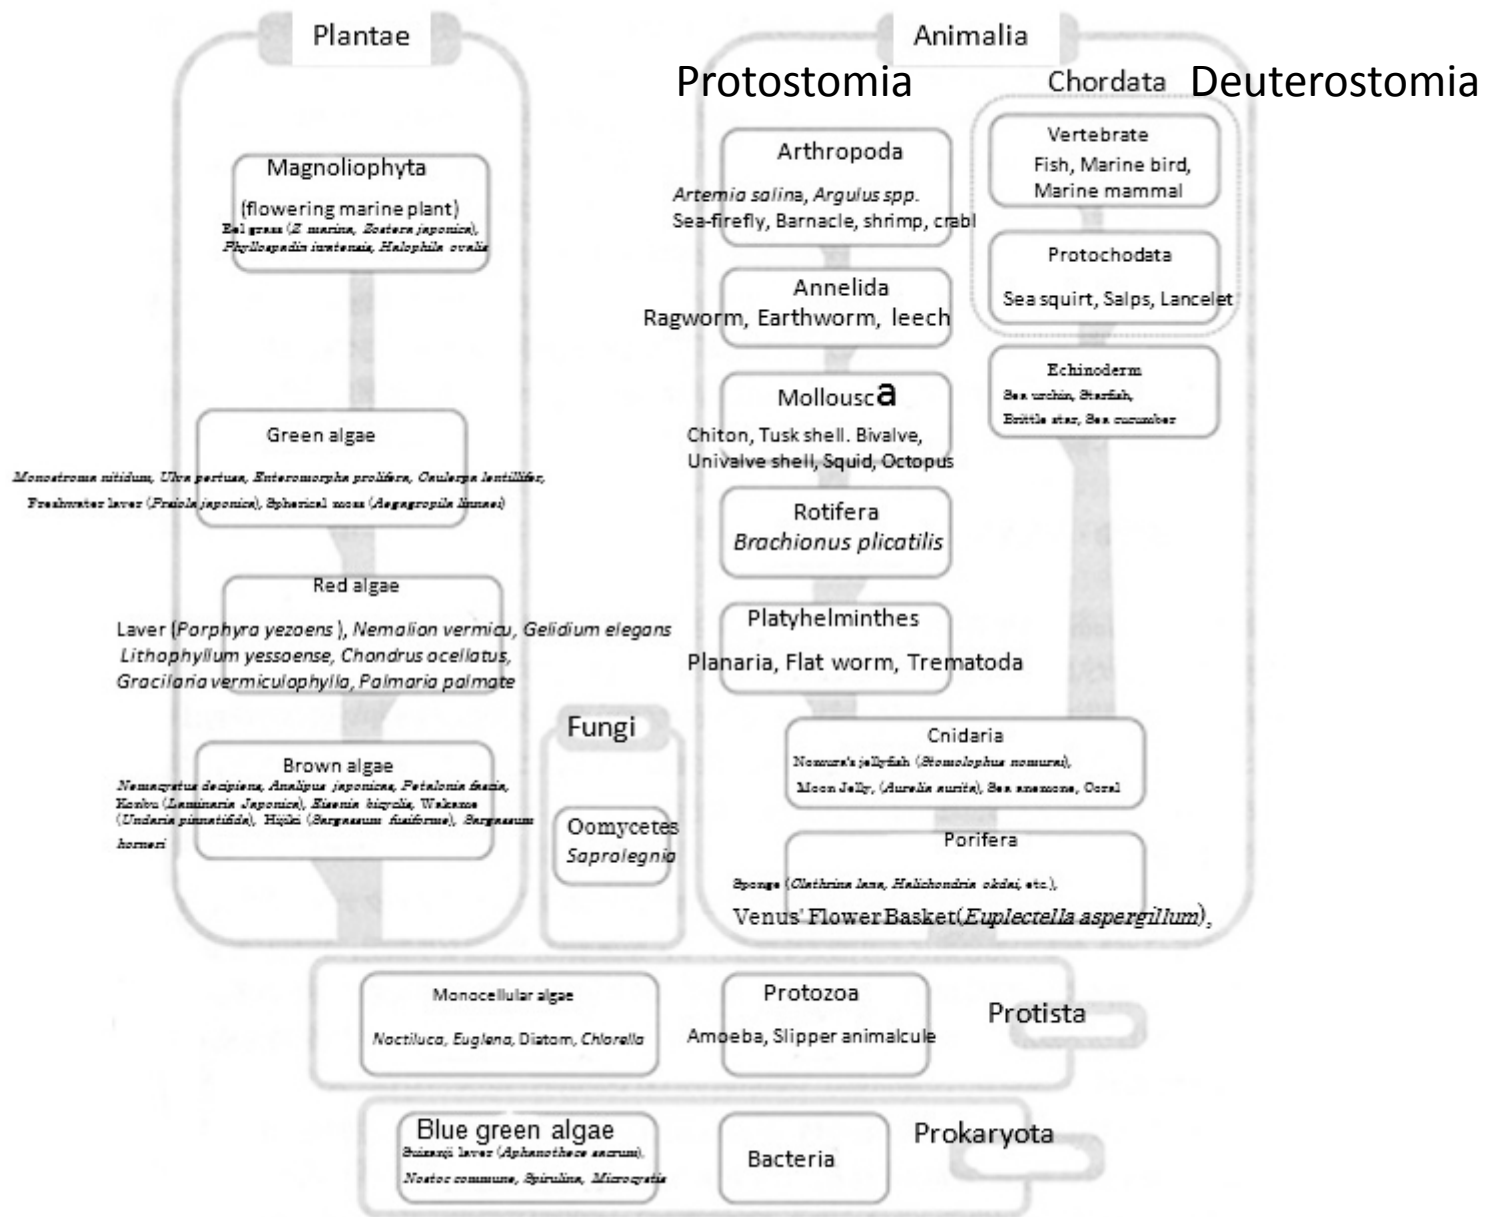 Plantae
Magnoliophyta
(flowering marine plant)
Eel grass (Z marina, Zostera japonica),
Phyllospadix iwatensis, Halophila ovalis
Green algae
Monostroma nitidum, Ulva pertusa, Enteromorpha prolifera, Caulerpa lentillifer,
Freshwater laver (Prsiola japonica), Spherical moss (Aegagropila linnaei)
Red algae
Laver (Porphyra yezoens ), Nemalion vermicu, Gelidium elegans
Lithophyllum yessoense, Chondrus ocellatus,
Gracilaria vermiculophylla, Palmaria palmate
Brown algae
Nemacystus decipiens, Analipus japonicus, Petalonia fascia,
Konbu (Laminaria Japonica), Eisenia bicyclis, Wakame
(Undaria pinnatifida), Hijiki (Sargassum fusiforme), Sargassum
horneri
Fungi
Oomycetes
Saprolegnia
Animalia
Protostomia
Chordata
Deuterostomia
Arthropoda
Artemia salina, Argulus spp.
Sea-firefly, Barnacle, shrimp, crabl
Annelida
Ragworm, Earthworm, leech
Mollousca
Chiton, Tusk shell. Bivalve,
Univalve shell, Squid, Octopus
Rotifera
Brachionus plicatilis
Platyhelminthes
Planaria, Flat worm, Trematoda
Vertebrate
Fish, Marine bird,
Marine mammal
Protochodata
Sea squirt, Salps, Lancelet
Echinoderm
Sea urchin, Starfish,
Brittle star, Sea cucumber
Cnidaria
Nomura's jellyfish (Stomolophus nomurai),
Moon Jelly, (Aurelia aurita), Sea anemone, Coral
Porifera
Sponge (Clathrina lana, Halichondria okdai, etc.),
Venus' Flower Basket(Euplectella aspergillum),
Monocellular algae
Noctiluca, Euglena, Diatom, Chlorella
Protozoa
Amoeba, Slipper animalcule
Protista
Blue green algae
Suizenji laver (Aphanothece sacrum),
Nostoc commune, Spirulina, Microcystis
Bacteria
Prokaryota